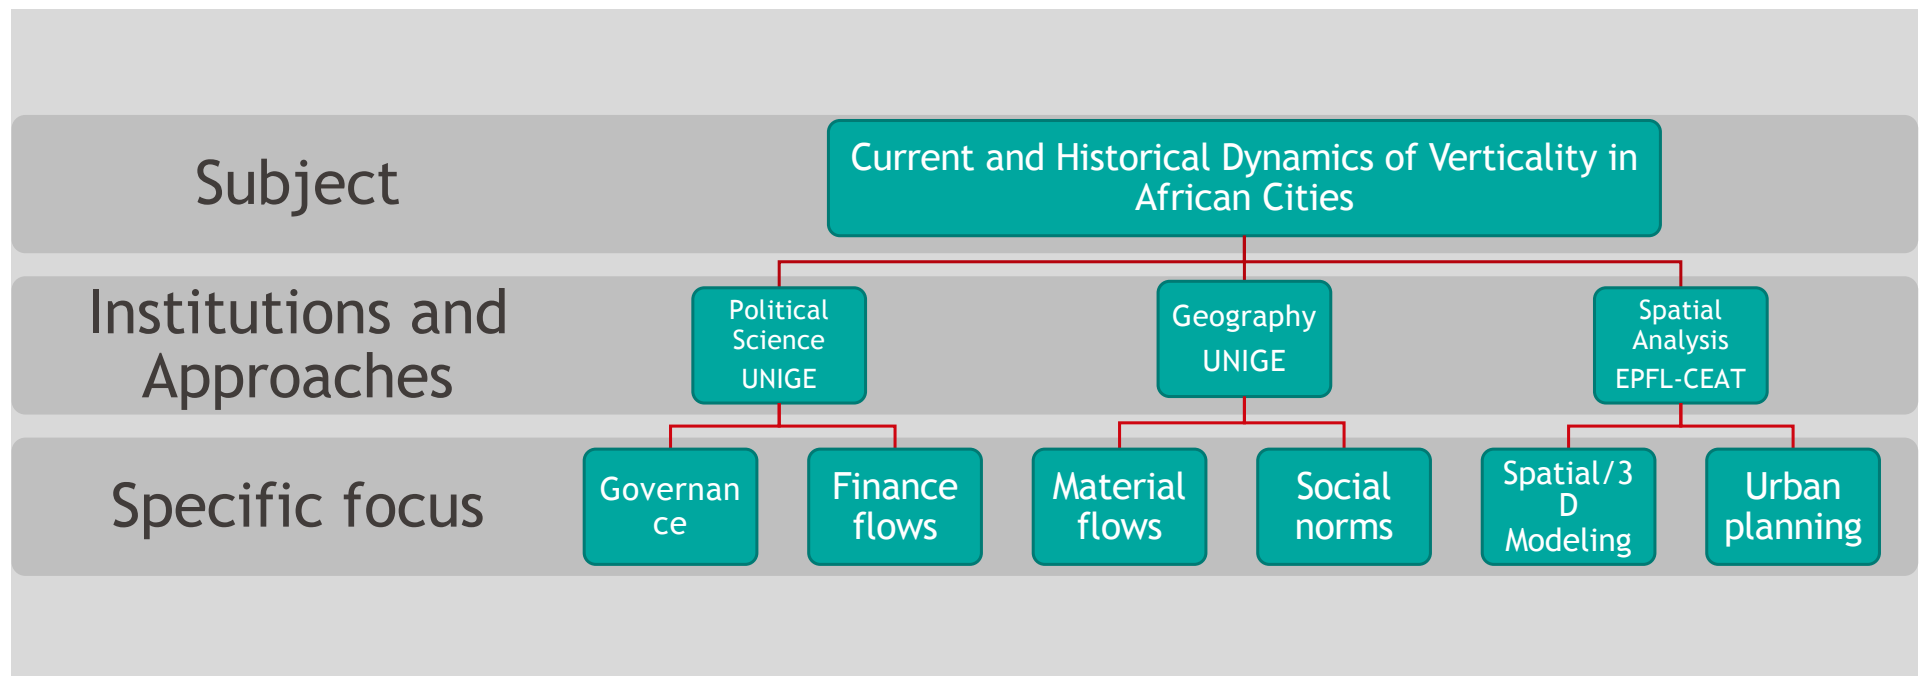 Subject
Current and Historical Dynamics of Verticality in
African Cities
Institutions and
Approaches
Political
Science
UNIGE
Geography
UNIGE
Spatial
Analysis
EPFL-CEAT
Specific focus
Governan
ce
Finance
flows
Material
flows
Social
norms
Spatial/3
D
Modeling
Urban
planning